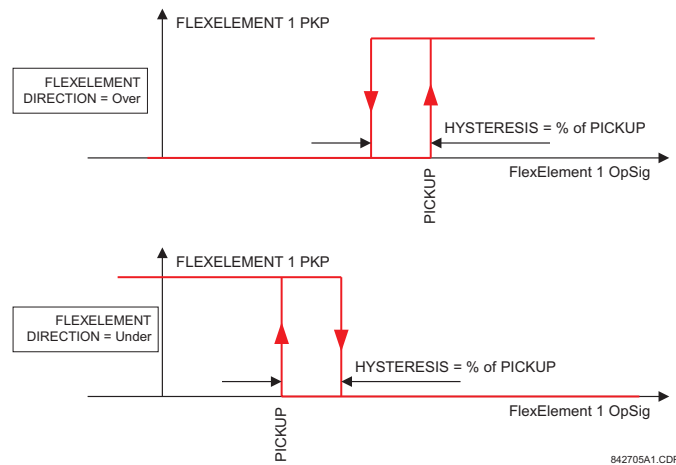 FLEXELEMENT 1 PKP
FLEXELEMENT
DIRECTION = Over
HYSTERESIS = % of PICKUP
FlexElement 1 OpSig
PICKUP
FLEXELEMENT 1 PKP
FLEXELEMENT
DIRECTION = Under
HYSTERESIS = % of PICKUP
FlexElement 1 OpSig
PICKUP
842705A1.CDR